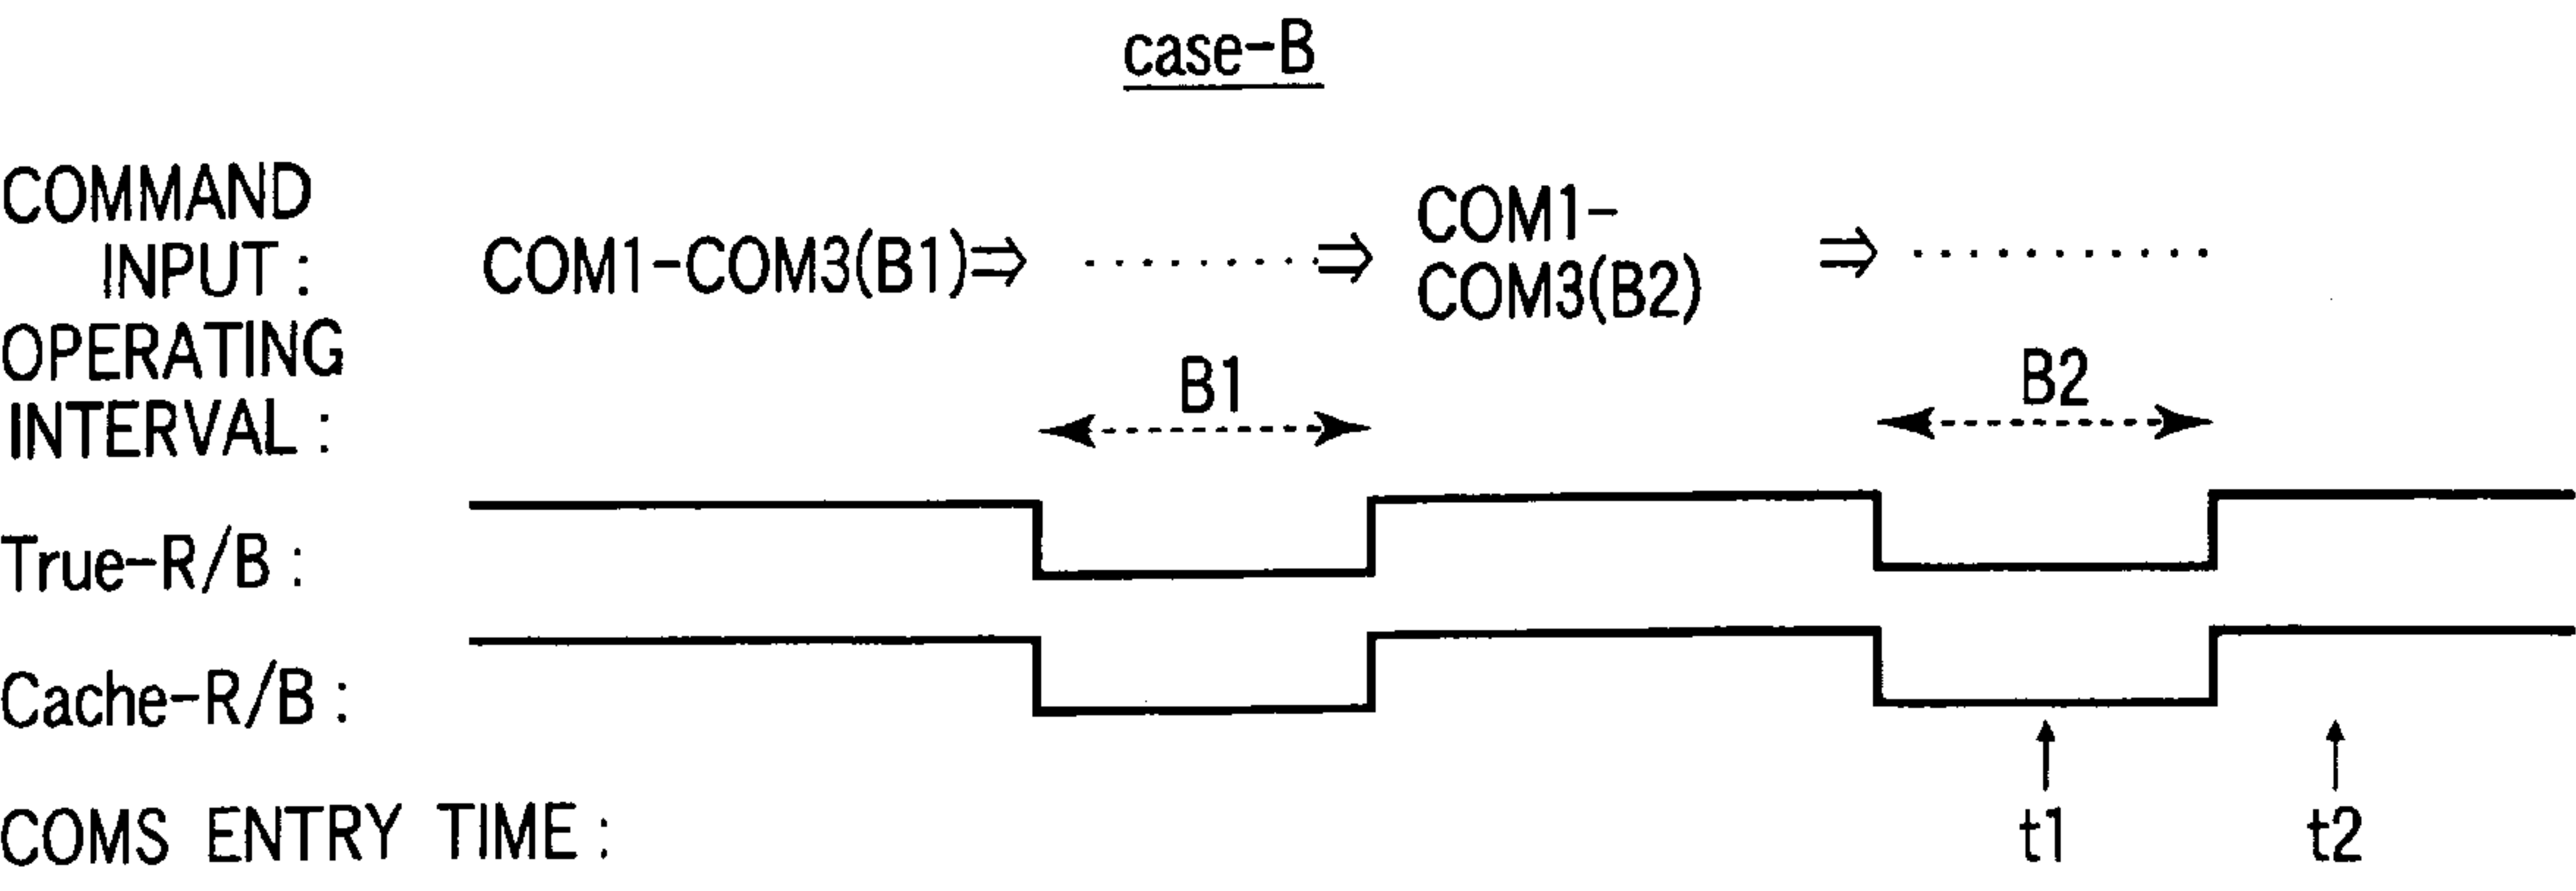 case-B
COMMAND
INPUT :
COM1-COM3(B1)⇒ ........⇒ COM1-
COM3(B2) ⇒ ...........
OPERATING
INTERVAL :
B1
B2
True-R/B :
Cache-R/B :
COMS ENTRY TIME :
t1
t2